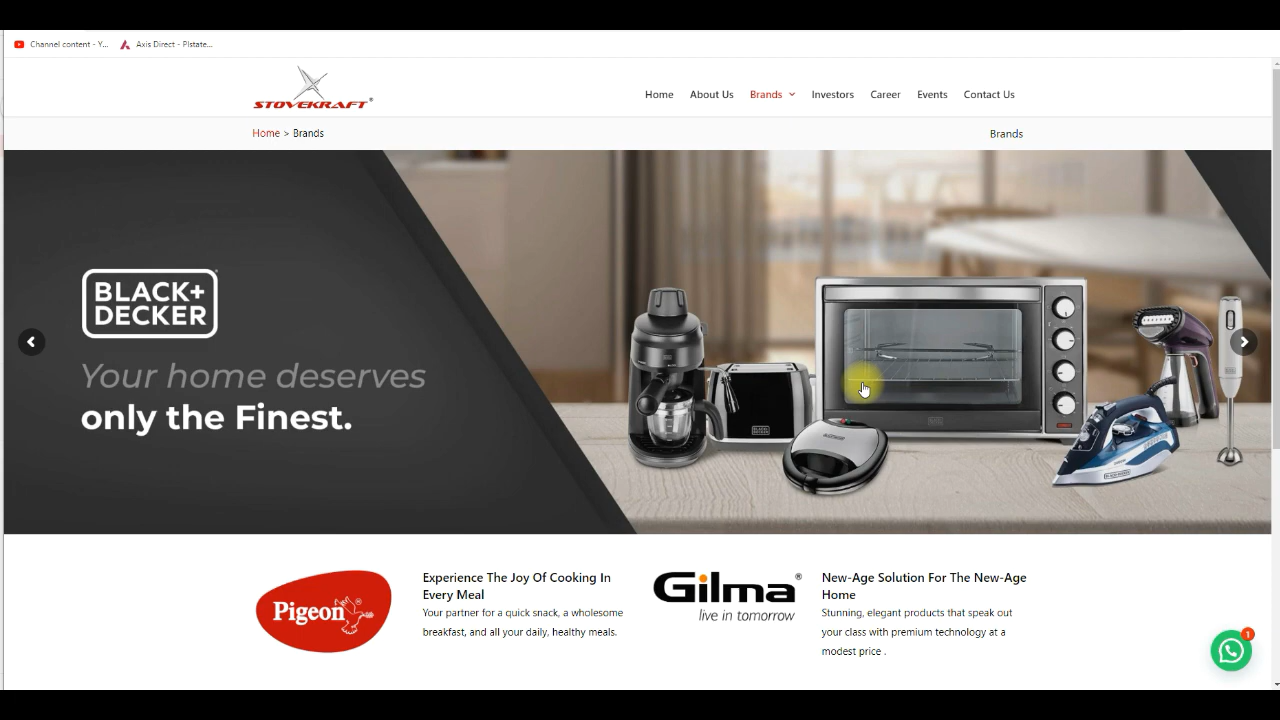 Channel content - Y...
Axis Direct - Plstate...
STOVEKRAFT®
Home
About Us
Brands
Investors
Career
Events
Contact Us
Home > Brands
Brands
BLACK+
DECKER
Your home deserves
only the Finest.
Pigeon®
Experience The Joy Of Cooking In
Every Meal
Your partner for a quick snack, a wholesome
breakfast, and all your daily, healthy meals.
Gilma®
live in tomorrow
New-Age Solution For The New-Age
Home
Stunning, elegant products that speak out
your class with premium technology at a
modest price .
1